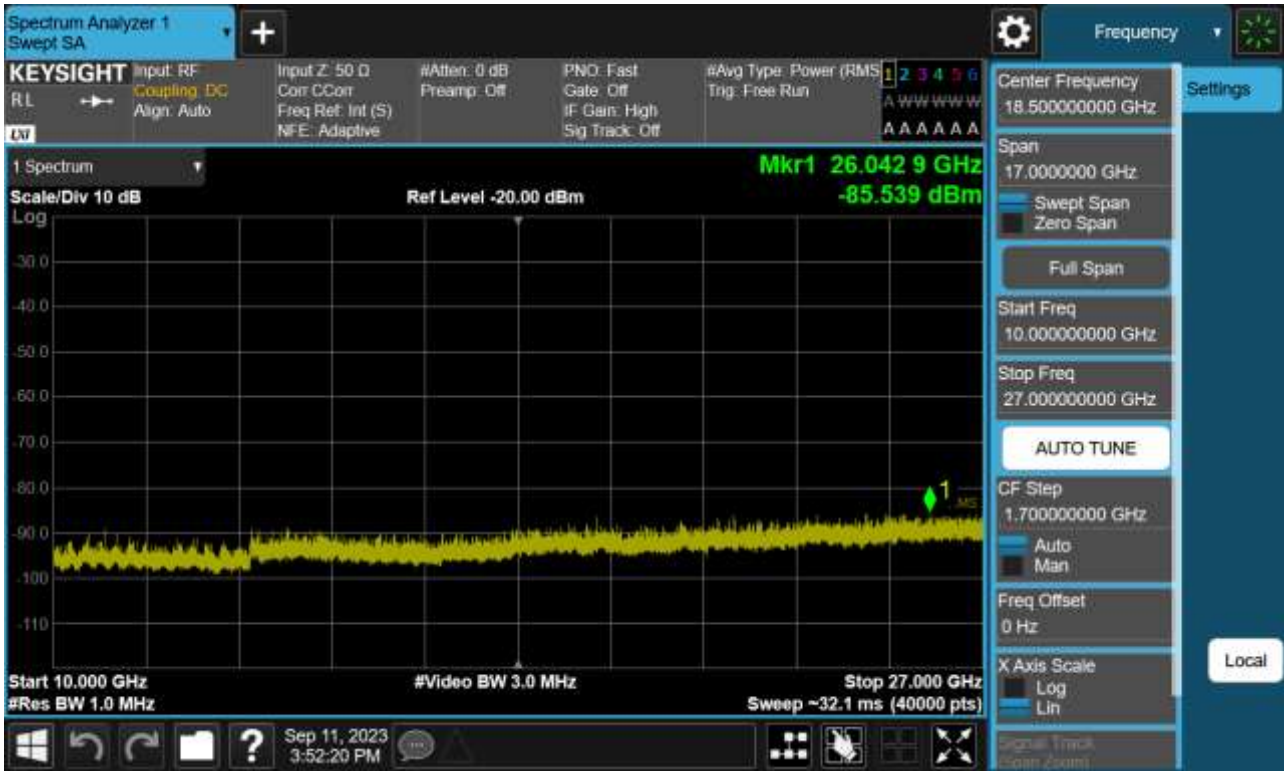 Spectrum Analyzer 1
Swept SA
+
Frequency
KEYSIGHT
RL
LXI
Input: RF
Coupling: DC
Align: Auto
Input Z: 50 Ω
Corr CCorr
Freq Ref: Int (S)
NFE: Adaptive
#Atten: 0 dB
Preamp: Off
PNO: Fast
Gate: Off
IF Gain: High
Sig Track: Off
#Avg Type: Power (RMS
Trig: Free Run
1 2 3 4 5 6
A W W W W W
A A A A A A
1 Spectrum
Scale/Div 10 dB
Ref Level -20.00 dBm
Mkr1 26.042 9 GHz
-85.539 dBm
Log
-30.0
-40.0
-50.0
-60.0
-70.0
-80.0
-90.0
-100
-110
1
MS
Start 10.000 GHz
#Video BW 3.0 MHz
Stop 27.000 GHz
#Res BW 1.0 MHz
Sweep ~32.1 ms (40000 pts)
?
Sep 11, 2023
3:52:20 PM
Center Frequency
18.500000000 GHz
Span
17.0000000 GHz
Swept Span
Zero Span
Full Span
Start Freq
10.000000000 GHz
Stop Freq
27.000000000 GHz
AUTO TUNE
CF Step
1.700000000 GHz
Auto
Man
Freq Offset
0 Hz
X Axis Scale
Log
Lin
Signal Track
(Span Zoom)
Settings
Local